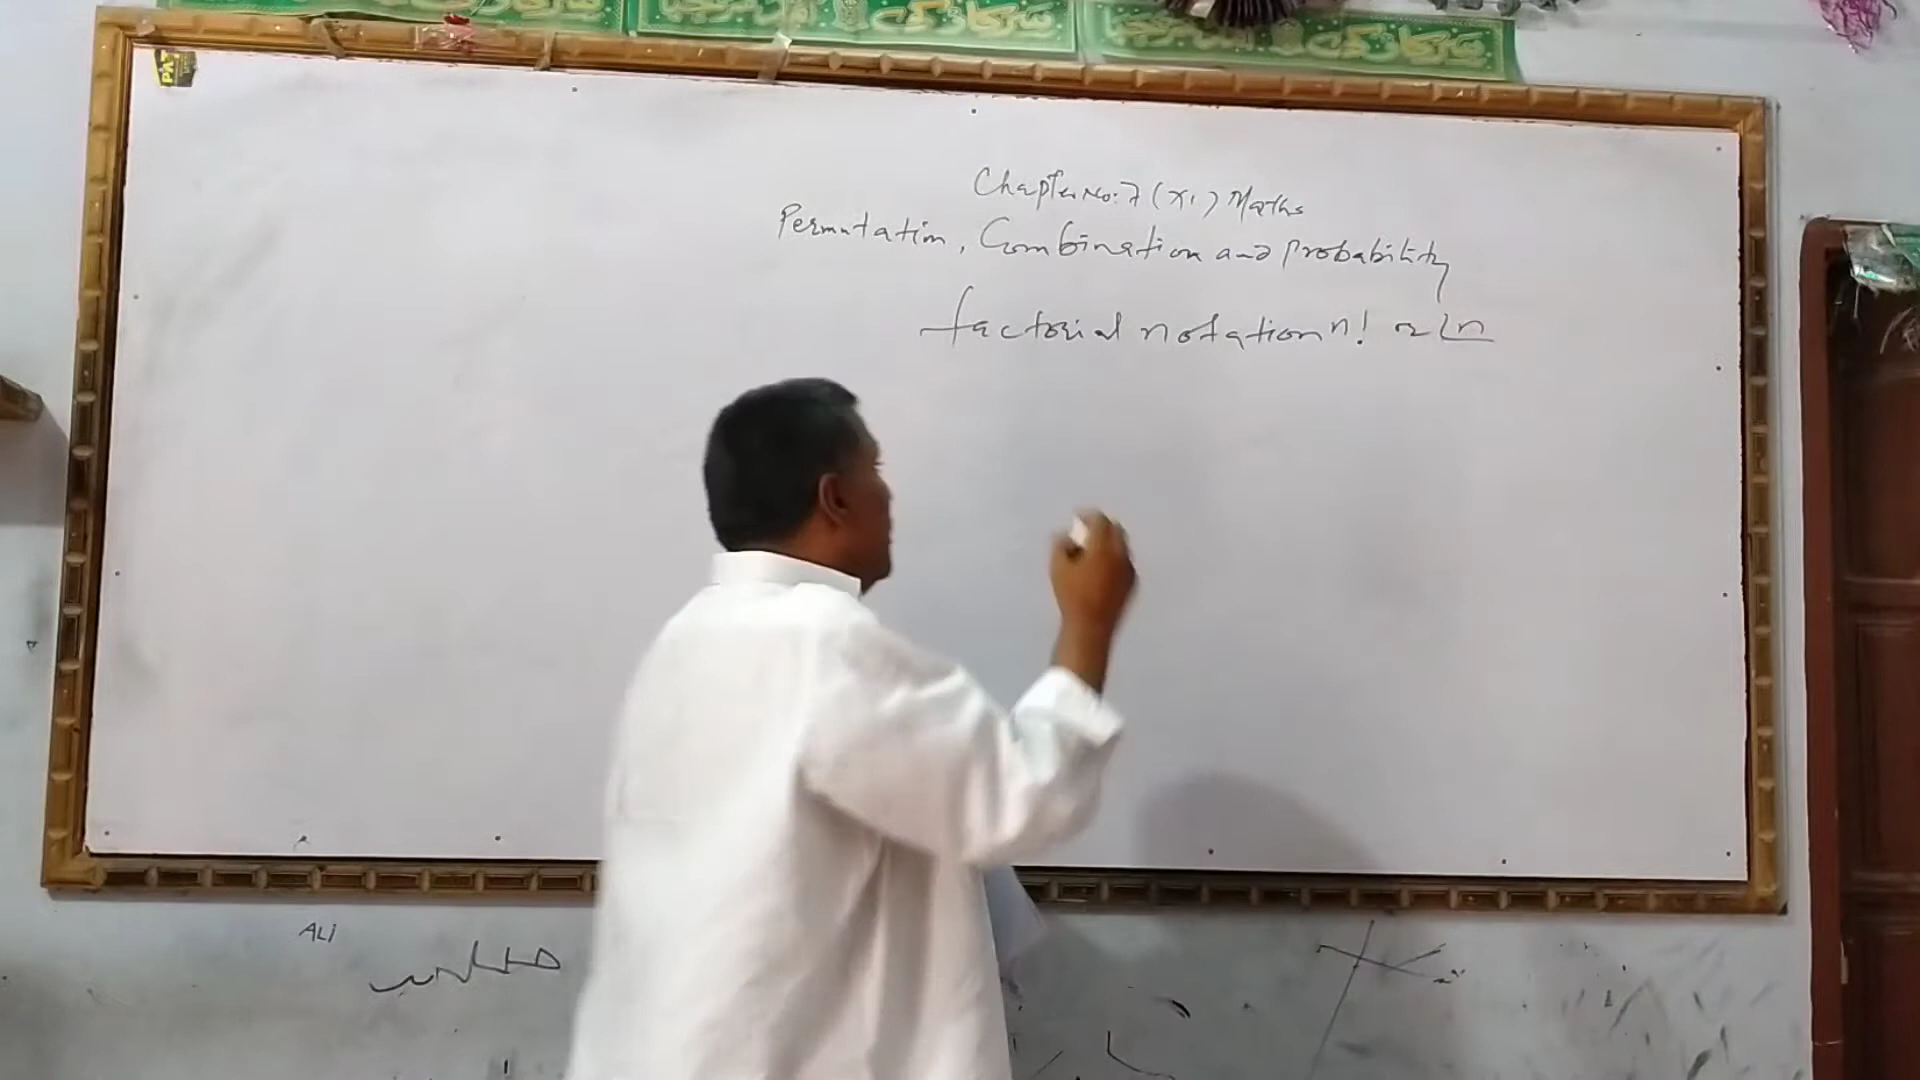 Chapter No: 7 (XI) Maths
Permutation, Combination and Probability
factorial notation n! or |n
ALI